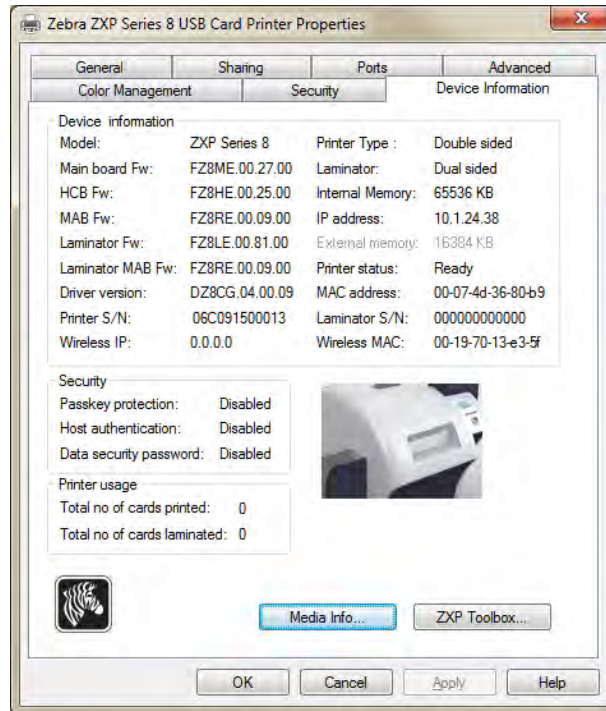 Zebra ZXP Series 8 USB Card Printer Properties
General Sharing Ports Advanced
Color Management Security Device Information
Device information
Model: ZXP Series 8 Printer Type : Double sided
Main board Fw: FZ8ME.00.27.00 Laminator: Dual sided
HCB Fw: FZ8HE.00.25.00 Internal Memory: 65536 KB
MAB Fw: FZ8RE.00.09.00 IP address: 10.1.24.38
Laminator Fw: FZ8LE.00.81.00 External memory: 16384 KB
Laminator MAB Fw: FZ8RE.00.09.00 Printer status: Ready
Driver version: DZ8CG.04.00.09 MAC address: 00-07-4d-36-80-b9
Printer S/N: 06C091500013 Laminator S/N: 000000000000
Wireless IP: 0.0.0.0 Wireless MAC: 00-19-70-13-e3-5f
Security
Passkey protection: Disabled
Host authentication: Disabled
Data security password: Disabled
Printer usage
Total no of cards printed: 0
Total no of cards laminated: 0
Media Info... ZXP Toolbox...
OK Cancel Apply Help